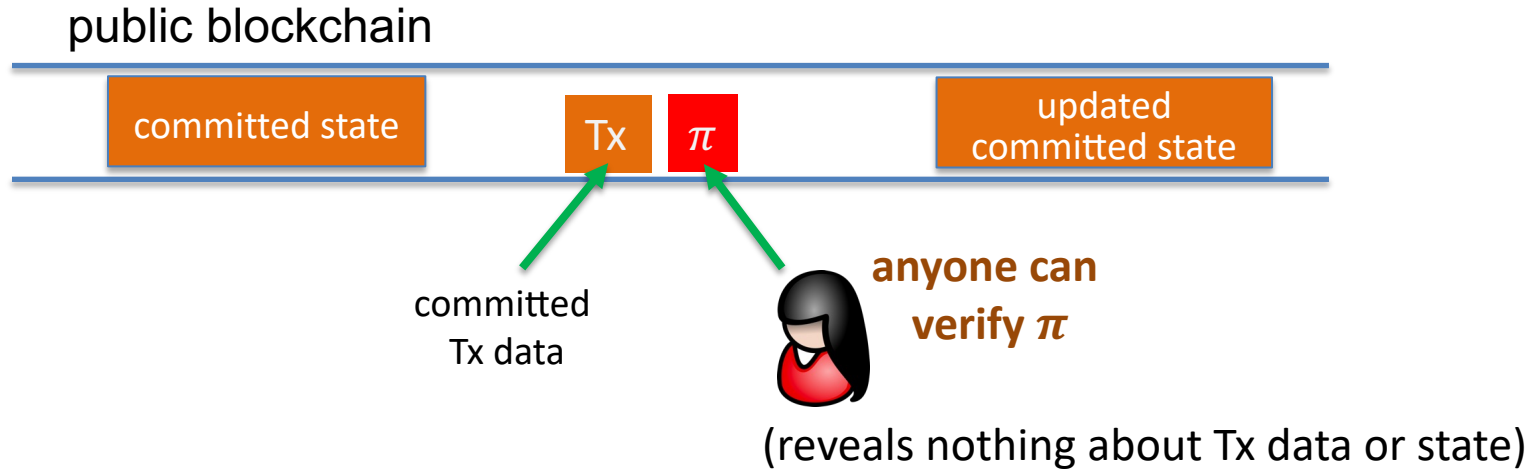 public blockchain
committed state
Tx
π
updated
committed state
committed
Tx data
anyone can
verify π
(reveals nothing about Tx data or state)